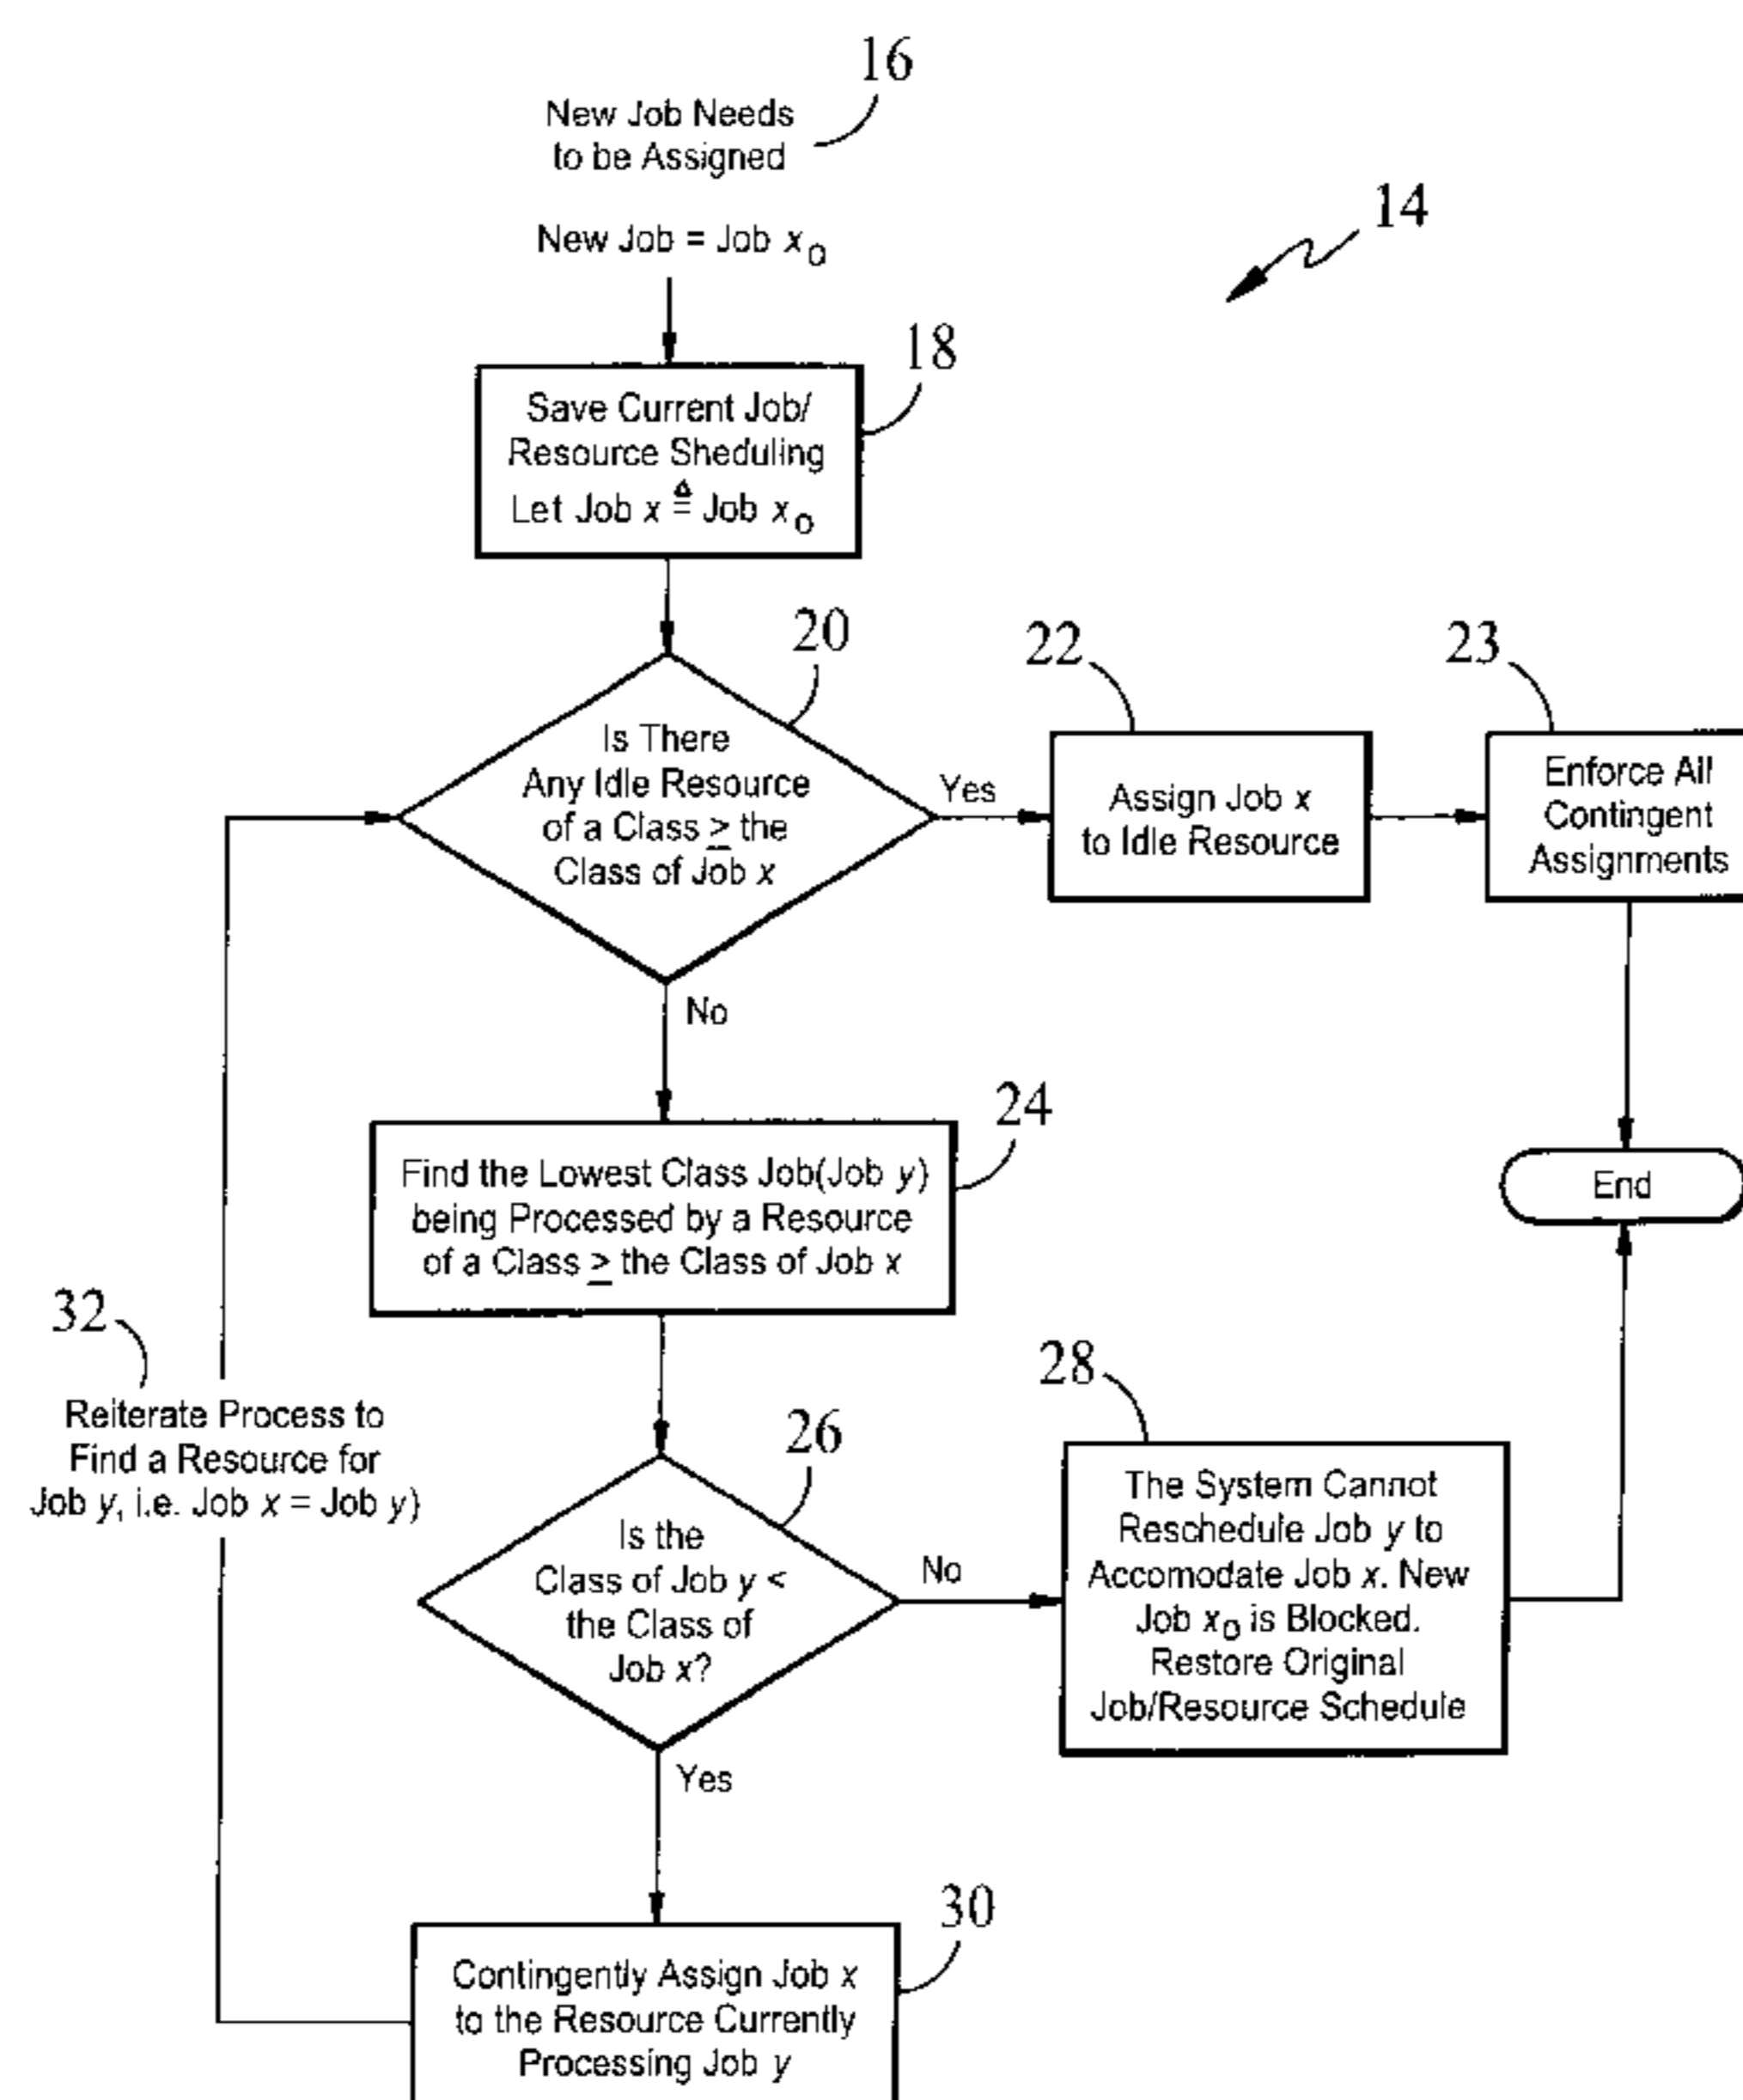 16
New Job Needs
to be Assigned
14
New Job = Job x₀
18
Save Current Job/
Resource Sheduling
Let Job x ≜ Job x₀
20
22
23
Is There
Any Idle Resource
of a Class ≥ the
Class of Job x
Yes
Assign Job x
to Idle Resource
Enforce All
Contingent
Assignments
No
24
Find the Lowest Class Job(Job y)
being Processed by a Resource
of a Class ≥ the Class of Job x
End
32
Reiterate Process to
Find a Resource for
Job y, i.e. Job x = Job y)
26
28
Is the
Class of Job y <
the Class of
Job x?
No
The System Cannot
Reschedule Job y to
Accomodate Job x. New
Job x₀ is Blocked.
Restore Original
Job/Resource Schedule
Yes
30
Contingently Assign Job x
to the Resource Currently
Processing Job y